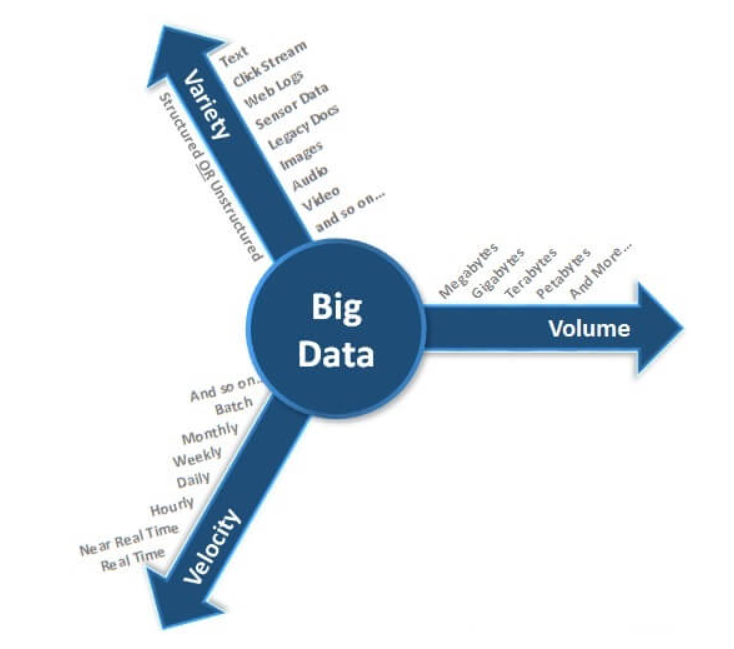 Variety
Text
Click Stream
Web Logs
Sensor Data
Legacy Docs
Images
Audio
Video
and so on...
Structured OR Unstructured
Big
Data
Megabytes
Gigabytes
Terabytes
Petabytes
And More...
Volume
And so on..
Batch
Monthly
Weekly
Daily
Hourly
Near Real Time
Real Time
Velocity